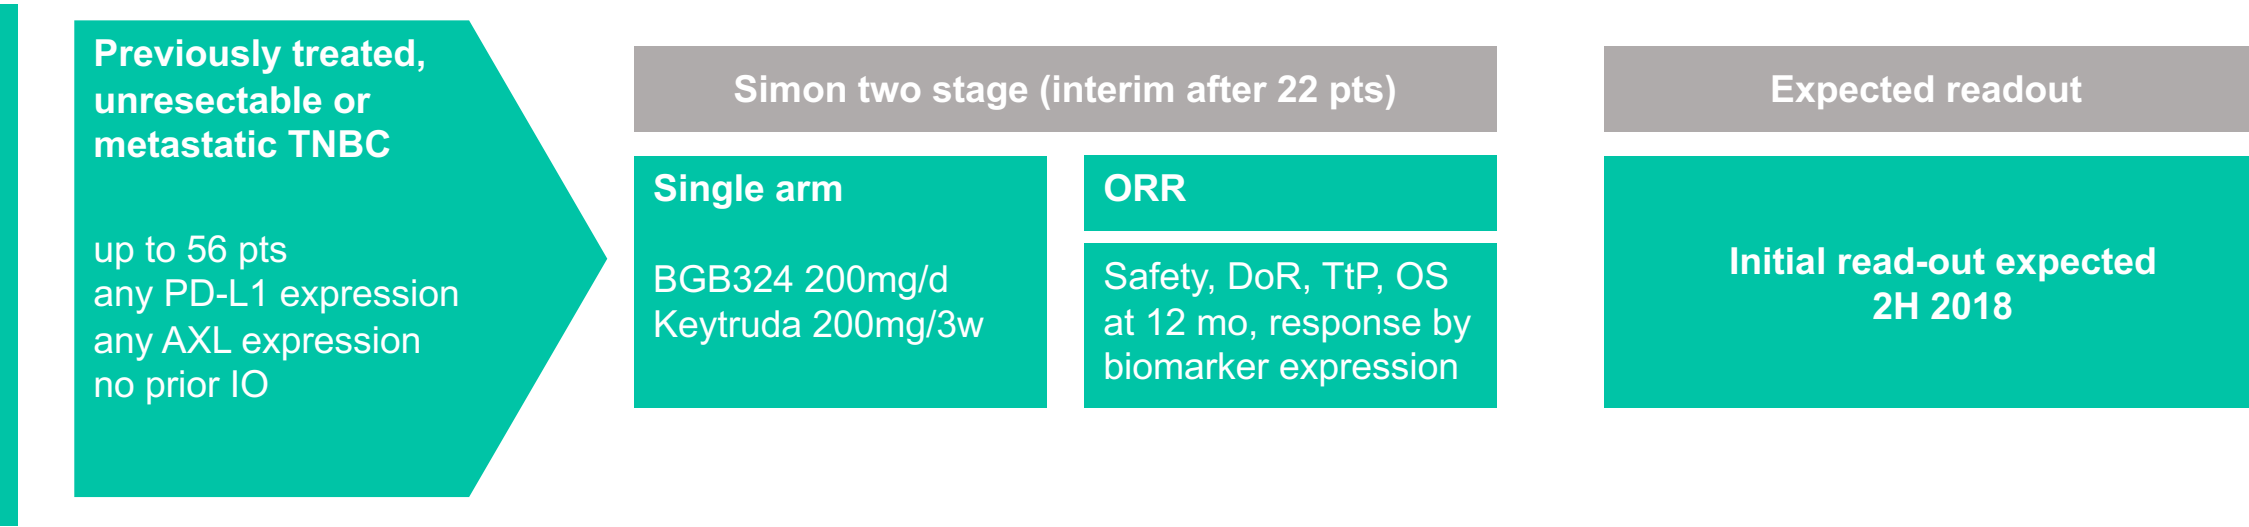 Previously treated,
unresectable or
metastatic TNBC
up to 56 pts
any PD-L1 expression
any AXL expression
no prior IO
Simon two stage (interim after 22 pts)
Single arm
BGB324 200mg/d
Keytruda 200mg/3w
ORR
Safety, DoR, TtP, OS
at 12 mo, response by
biomarker expression
Expected readout
Initial read-out expected
2H 2018